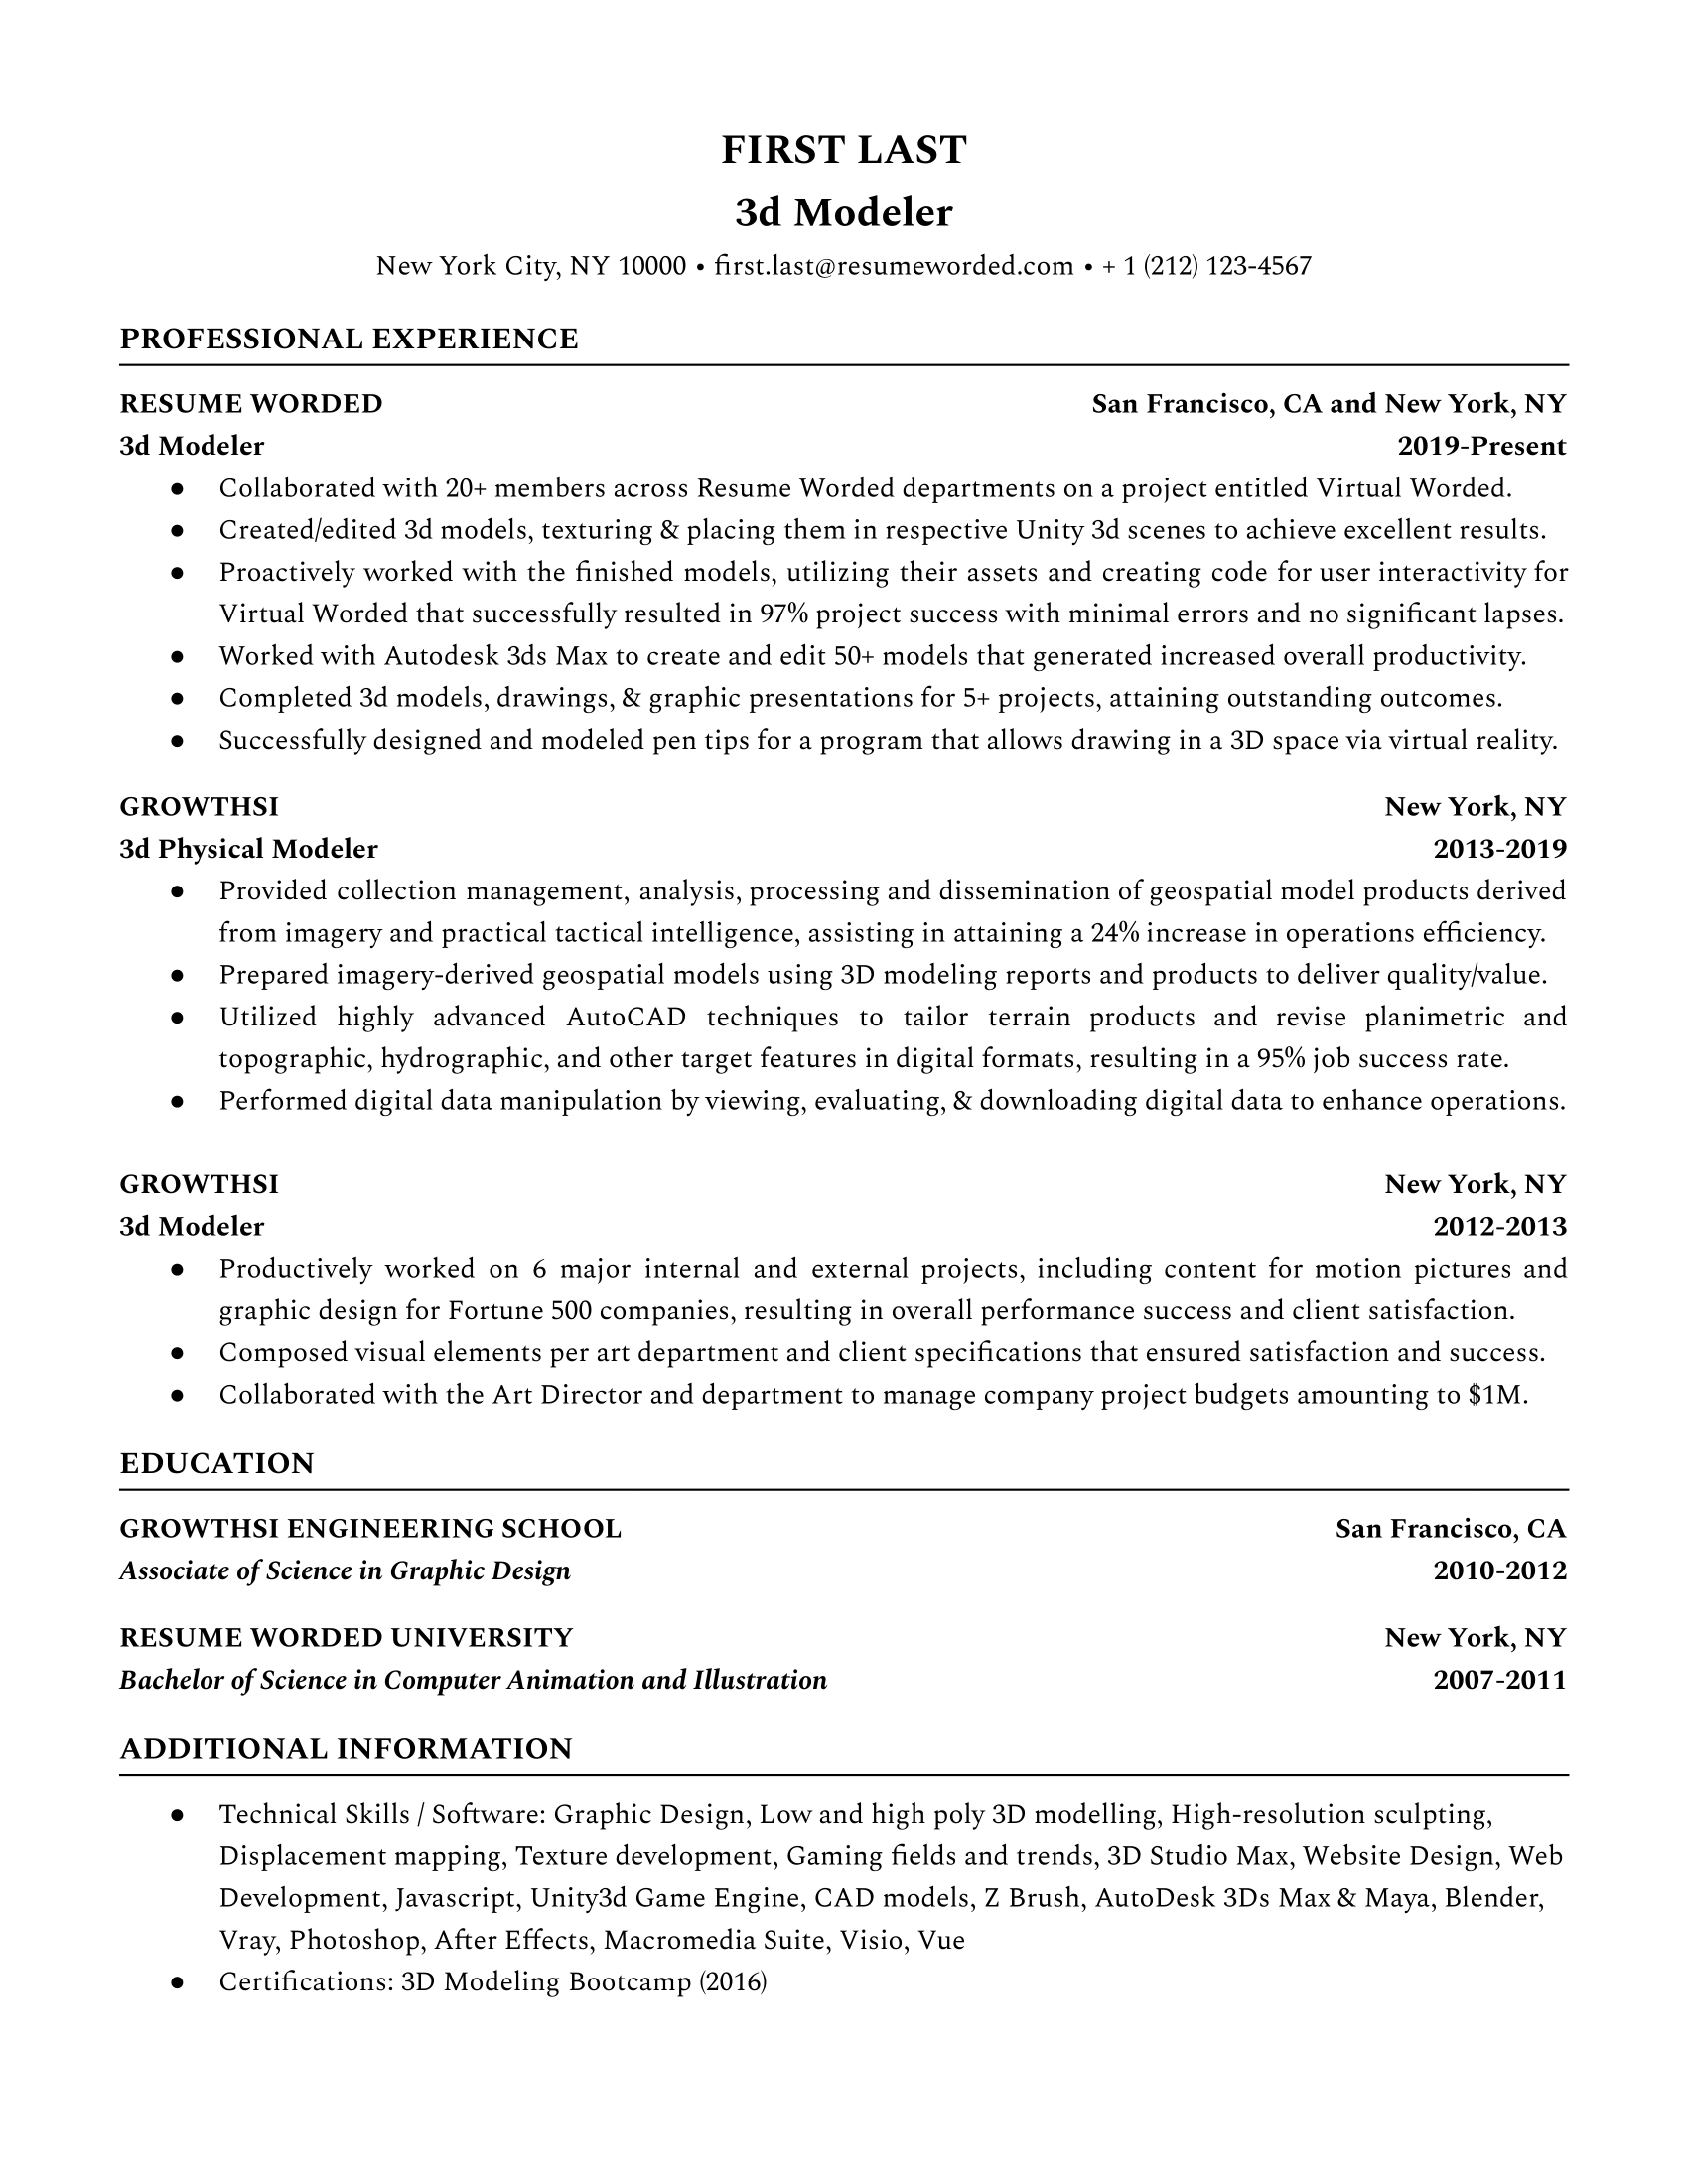 FIRST LAST
3d Modeler
New York City, NY 10000 • first.last@resumeworded.com • + 1 (212) 123-4567
PROFESSIONAL EXPERIENCE
RESUME WORDED San Francisco, CA and New York, NY
3d Modeler 2019-Present
● Collaborated with 20+ members across Resume Worded departments on a project entitled Virtual Worded.
● Created/edited 3d models, texturing & placing them in respective Unity 3d scenes to achieve excellent results.
● Proactively worked with the finished models, utilizing their assets and creating code for user interactivity for
Virtual Worded that successfully resulted in 97% project success with minimal errors and no significant lapses.
● Worked with Autodesk 3ds Max to create and edit 50+ models that generated increased overall productivity.
● Completed 3d models, drawings, & graphic presentations for 5+ projects, attaining outstanding outcomes.
● Successfully designed and modeled pen tips for a program that allows drawing in a 3D space via virtual reality.
GROWTHSI New York, NY
3d Physical Modeler 2013-2019
● Provided collection management, analysis, processing and dissemination of geospatial model products derived
from imagery and practical tactical intelligence, assisting in attaining a 24% increase in operations efficiency.
● Prepared imagery-derived geospatial models using 3D modeling reports and products to deliver quality/value.
● Utilized highly advanced AutoCAD techniques to tailor terrain products and revise planimetric and
topographic, hydrographic, and other target features in digital formats, resulting in a 95% job success rate.
● Performed digital data manipulation by viewing, evaluating, & downloading digital data to enhance operations.
GROWTHSI New York, NY
3d Modeler 2012-2013
● Productively worked on 6 major internal and external projects, including content for motion pictures and
graphic design for Fortune 500 companies, resulting in overall performance success and client satisfaction.
● Composed visual elements per art department and client specifications that ensured satisfaction and success.
● Collaborated with the Art Director and department to manage company project budgets amounting to $1M.
EDUCATION
GROWTHSI ENGINEERING SCHOOL San Francisco, CA
Associate of Science in Graphic Design 2010-2012
RESUME WORDED UNIVERSITY New York, NY
Bachelor of Science in Computer Animation and Illustration 2007-2011
ADDITIONAL INFORMATION
● Technical Skills / Software: Graphic Design, Low and high poly 3D modelling, High-resolution sculpting,
Displacement mapping, Texture development, Gaming fields and trends, 3D Studio Max, Website Design, Web
Development, Javascript, Unity3d Game Engine, CAD models, Z Brush, AutoDesk 3Ds Max & Maya, Blender,
Vray, Photoshop, After Effects, Macromedia Suite, Visio, Vue
● Certifications: 3D Modeling Bootcamp (2016)